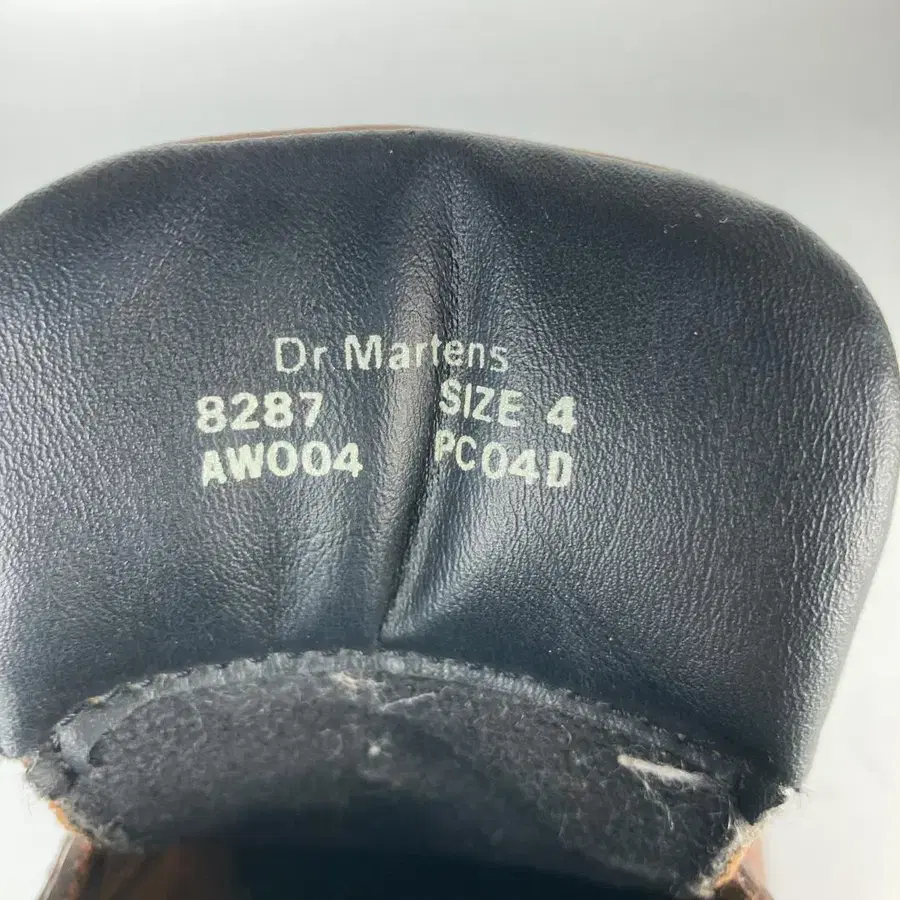 Dr Martens
8287 SIZE 4
AW004 PC04D